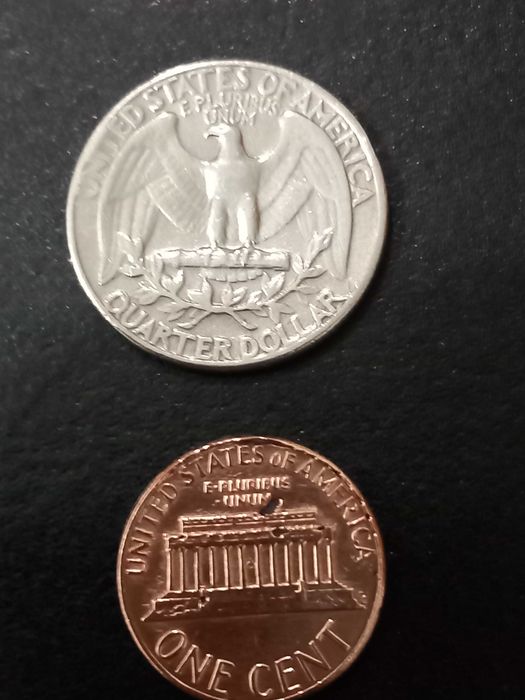 UNITED STATES OF AMERICA
E PLURIBUS
UNUM
QUARTER DOLLAR
UNITED STATES OF AMERICA
E·PLURIBUS
·UNUM·
ONE CENT